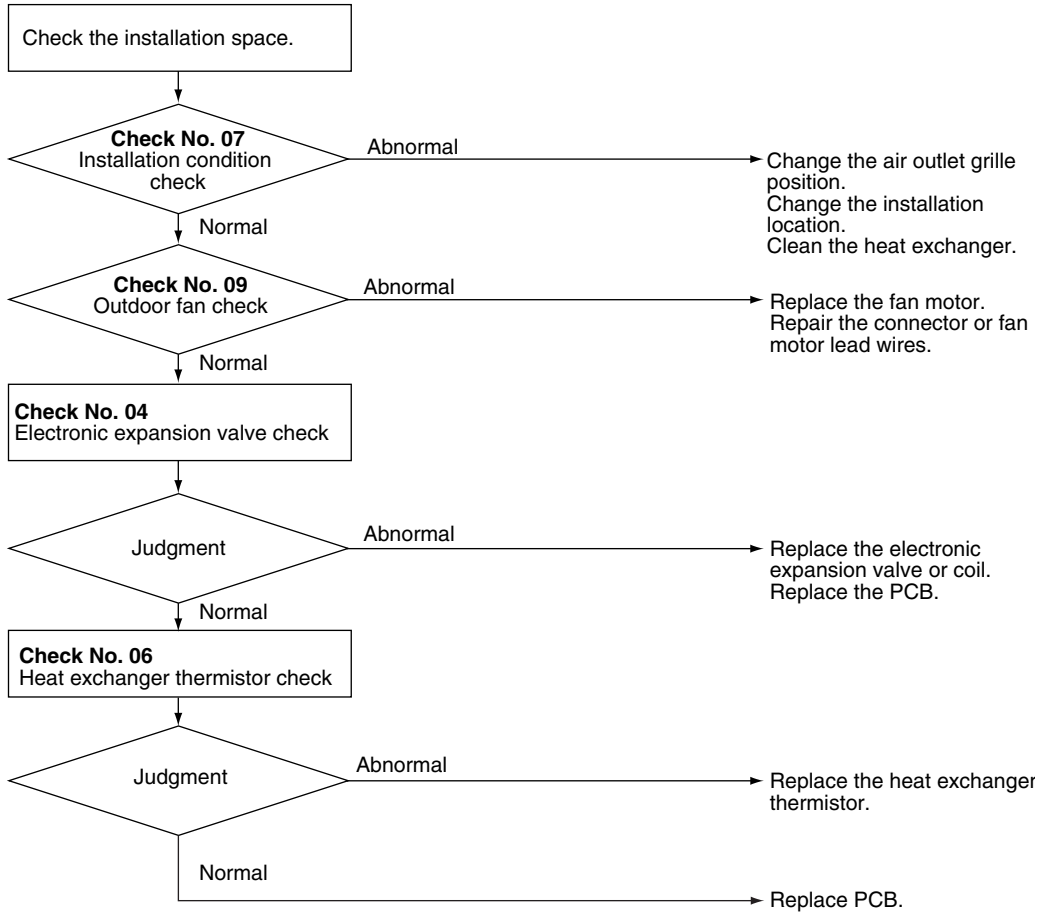 Check the installation space.
Check No. 07
Installation condition
check
Abnormal
Change the air outlet grille
position.
Change the installation
location.
Clean the heat exchanger.
Normal
Check No. 09
Outdoor fan check
Abnormal
Replace the fan motor.
Repair the connector or fan
motor lead wires.
Normal
Check No. 04
Electronic expansion valve check
Judgment
Abnormal
Replace the electronic
expansion valve or coil.
Replace the PCB.
Normal
Check No. 06
Heat exchanger thermistor check
Judgment
Abnormal
Replace the heat exchanger
thermistor.
Normal
Replace PCB.